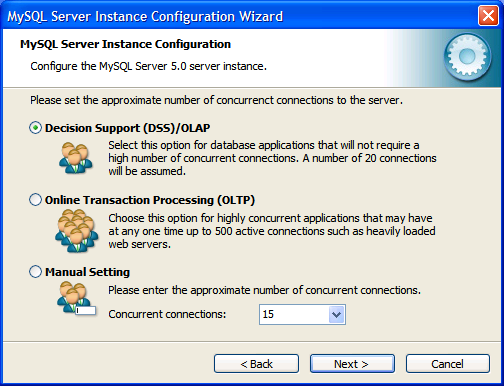 MySQL Server Instance Configuration Wizard
MySQL Server Instance Configuration
Configure the MySQL Server 5.0 server instance.
Please set the approximate number of concurrenct connections to the server.
Decision Support (DSS)/OLAP
Select this option for database applications that will not require a
high number of concurrent connections. A number of 20 connections
will be assumed.
Online Transaction Processing (OLTP)
Choose this option for highly concurrent applications that may have
at any one time up to 500 active connections such as heavily loaded
web servers.
Manual Setting
Please enter the approximate number of concurrent connections.
Concurrent connections: 15
< Back Next > Cancel